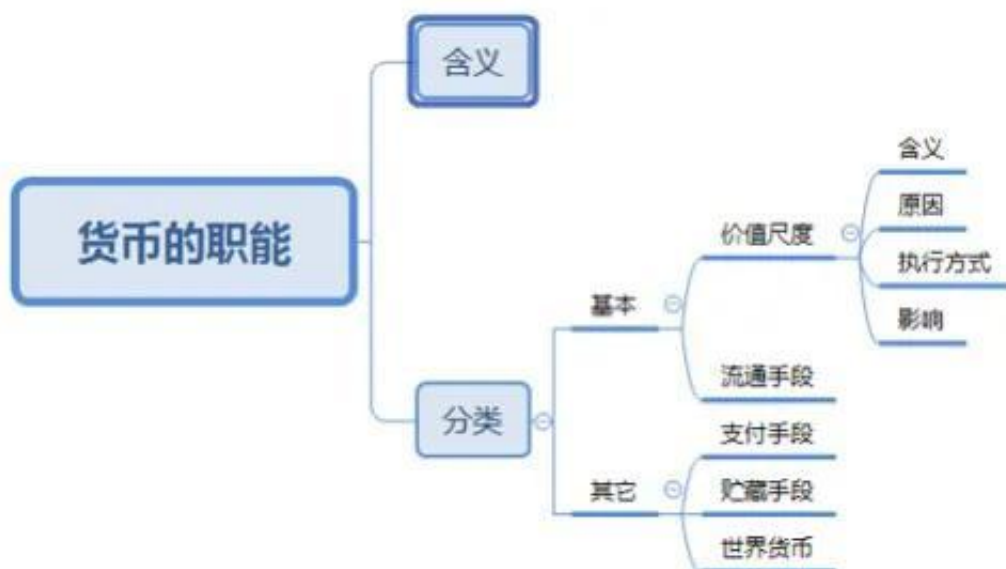 货币的职能
含义
分类
基本
价值尺度
含义
原因
执行方式
影响
流通手段
其它
支付手段
贮藏手段
世界货币